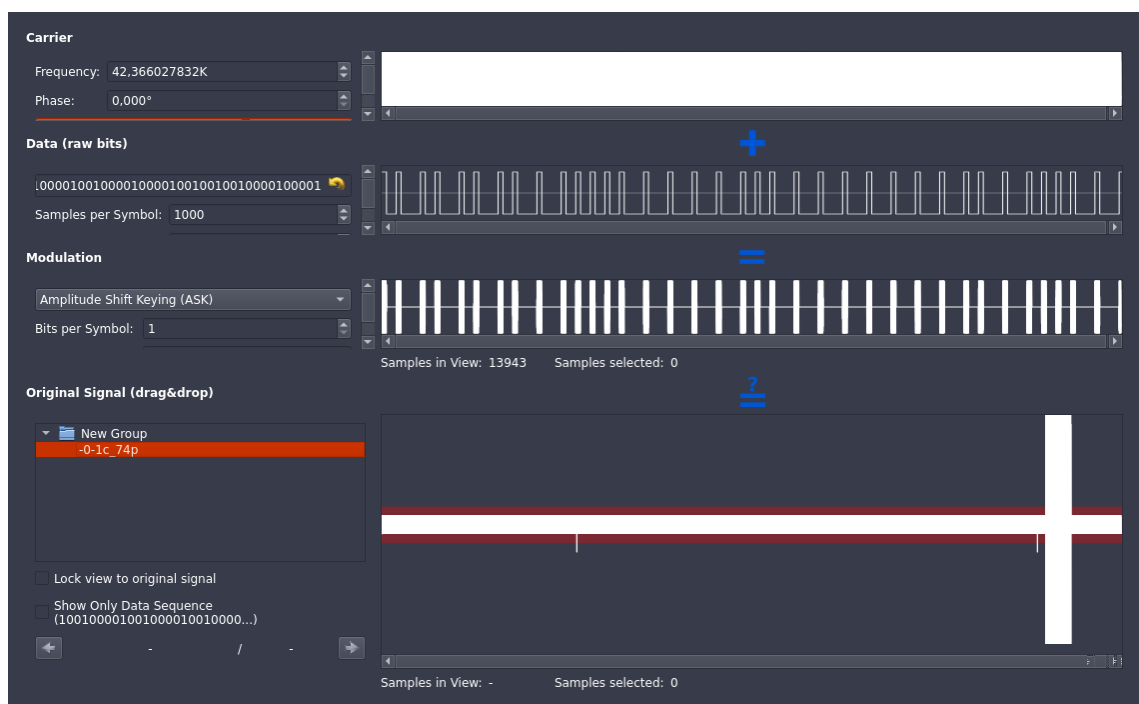 Carrier
Frequency: 42,366027832K
Phase: 0,000°
+
Data (raw bits)
.000010010000100001001001001000010001
Samples per Symbol: 1000
=
Modulation
Amplitude Shift Keying (ASK)
Bits per Symbol: 1
Samples in View: 13943 Samples selected: 0
?
=
Original Signal (drag&drop)
New Group
-0-1c_74p
Lock view to original signal
Show Only Data Sequence
(100100001001000010010000...)
- / -
Samples in View: - Samples selected: 0